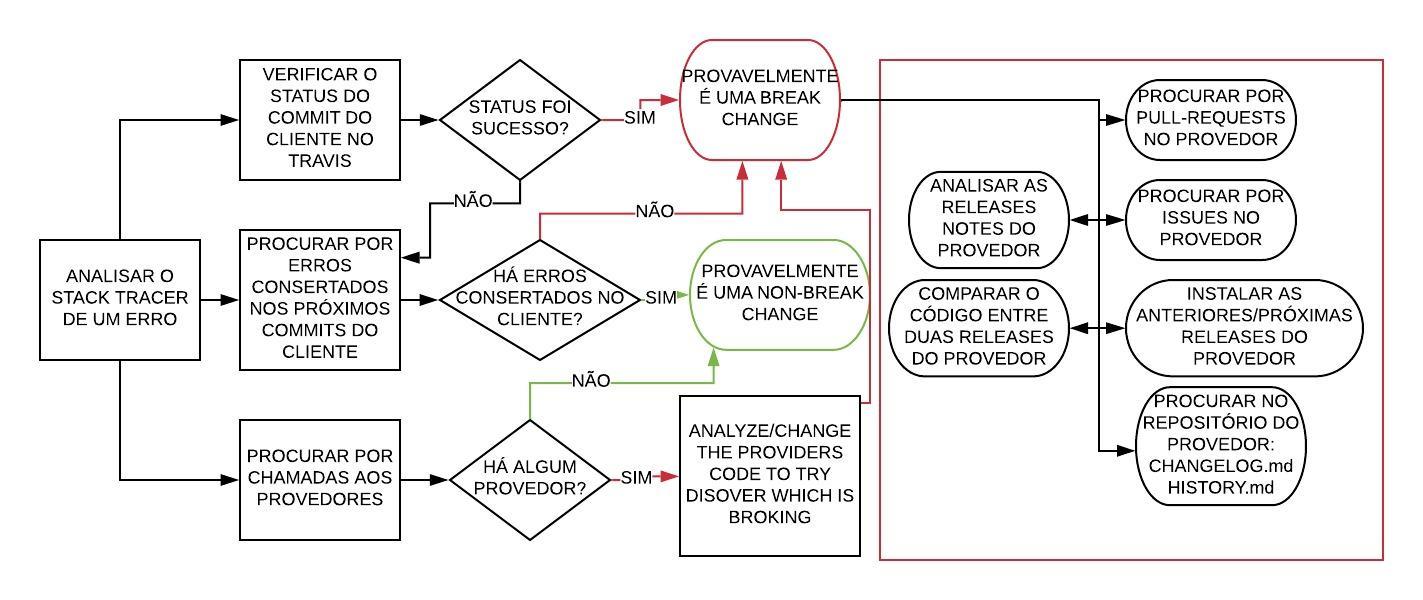 ANALISAR O
STACK TRACER
DE UM ERRO
VERIFICAR O
STATUS DO
COMMIT DO
CLIENTE NO
TRAVIS
STATUS FOI
SUCESSO?
SIM
PROVAVELMENTE
É UMA BREAK
CHANGE
NÃO
PROCURAR POR
ERROS
CONSERTADOS
NOS PRÓXIMOS
COMMITS DO
CLIENTE
HÁ ERROS
CONSERTADOS NO
CLIENTE?
NÃO
SIM
PROVAVELMENTE
É UMA NON-BREAK
CHANGE
PROCURAR POR
CHAMADAS AOS
PROVEDORES
HÁ ALGUM
PROVEDOR?
NÃO
SIM
ANALYZE/CHANGE
THE PROVIDERS
CODE TO TRY
DISOVER WHICH IS
BROKING
PROCURAR POR
PULL-REQUESTS
NO PROVEDOR
ANALISAR AS
RELEASES
NOTES DO
PROVEDOR
PROCURAR POR
ISSUES NO
PROVEDOR
COMPARAR O
CÓDIGO ENTRE
DUAS RELEASES
DO PROVEDOR
INSTALAR AS
ANTERIORES/PRÓXIMAS
RELEASES DO
PROVEDOR
PROCURAR NO
REPOSITÓRIO DO
PROVEDOR:
CHANGELOG.md
HISTORY.md